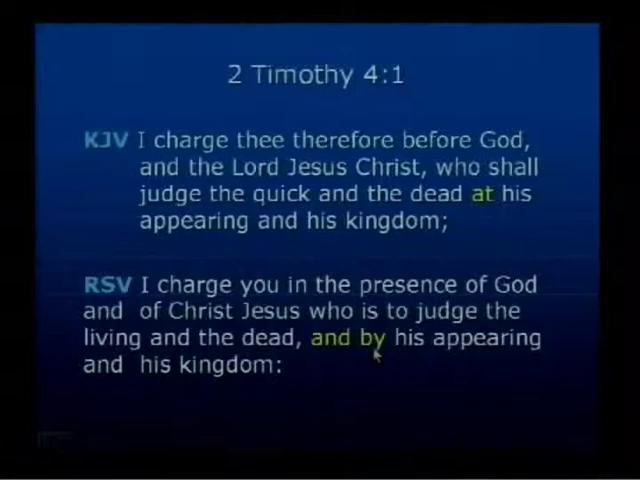 2 Timothy 4:1
KJV I charge thee therefore before God,
and the Lord Jesus Christ, who shall
judge the quick and the dead at his
appearing and his kingdom;
RSV I charge you in the presence of God
and of Christ Jesus who is to judge the
living and the dead, and by his appearing
and his kingdom: